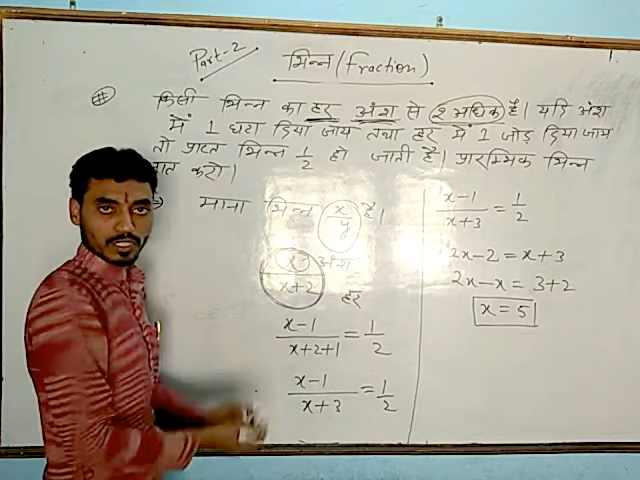 Part-2
भिन्न (fraction)
# किसी भिन्न का हर अंश से 2 अधिक है। यदि अंश
में 1 घटा दिया जाय तथा हर में 1 जोड़ दिया जाय
तो प्राप्त भिन्न 1/2 हो जाती है। प्रारम्भिक भिन्न
करो।
⇒ माना भिन्न x/y है।
x अंश
x+2 हर
x-1/x+2+1 = 1/2
x-1/x+3 = 1/2
x-1/x+3 = 1/2
2x-2 = x+3
2x-x = 3+2
x = 5